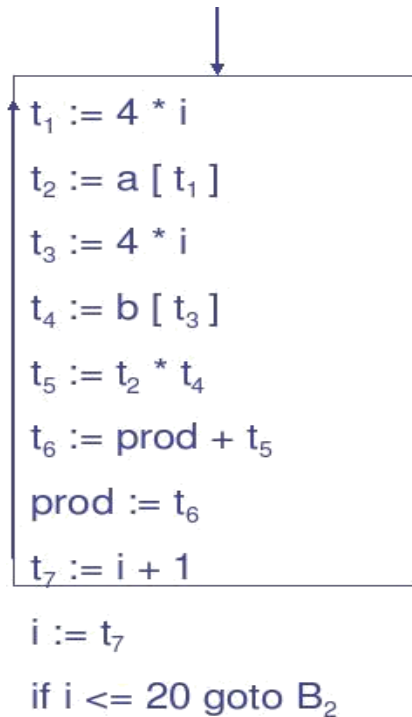 t₁ := 4 * i
t₂ := a [ t₁ ]
t₃ := 4 * i
t₄ := b [ t₃ ]
t₅ := t₂ * t₄
t₆ := prod + t₅
prod := t₆
t₇ := i + 1
i := t₇
if i <= 20 goto B₂